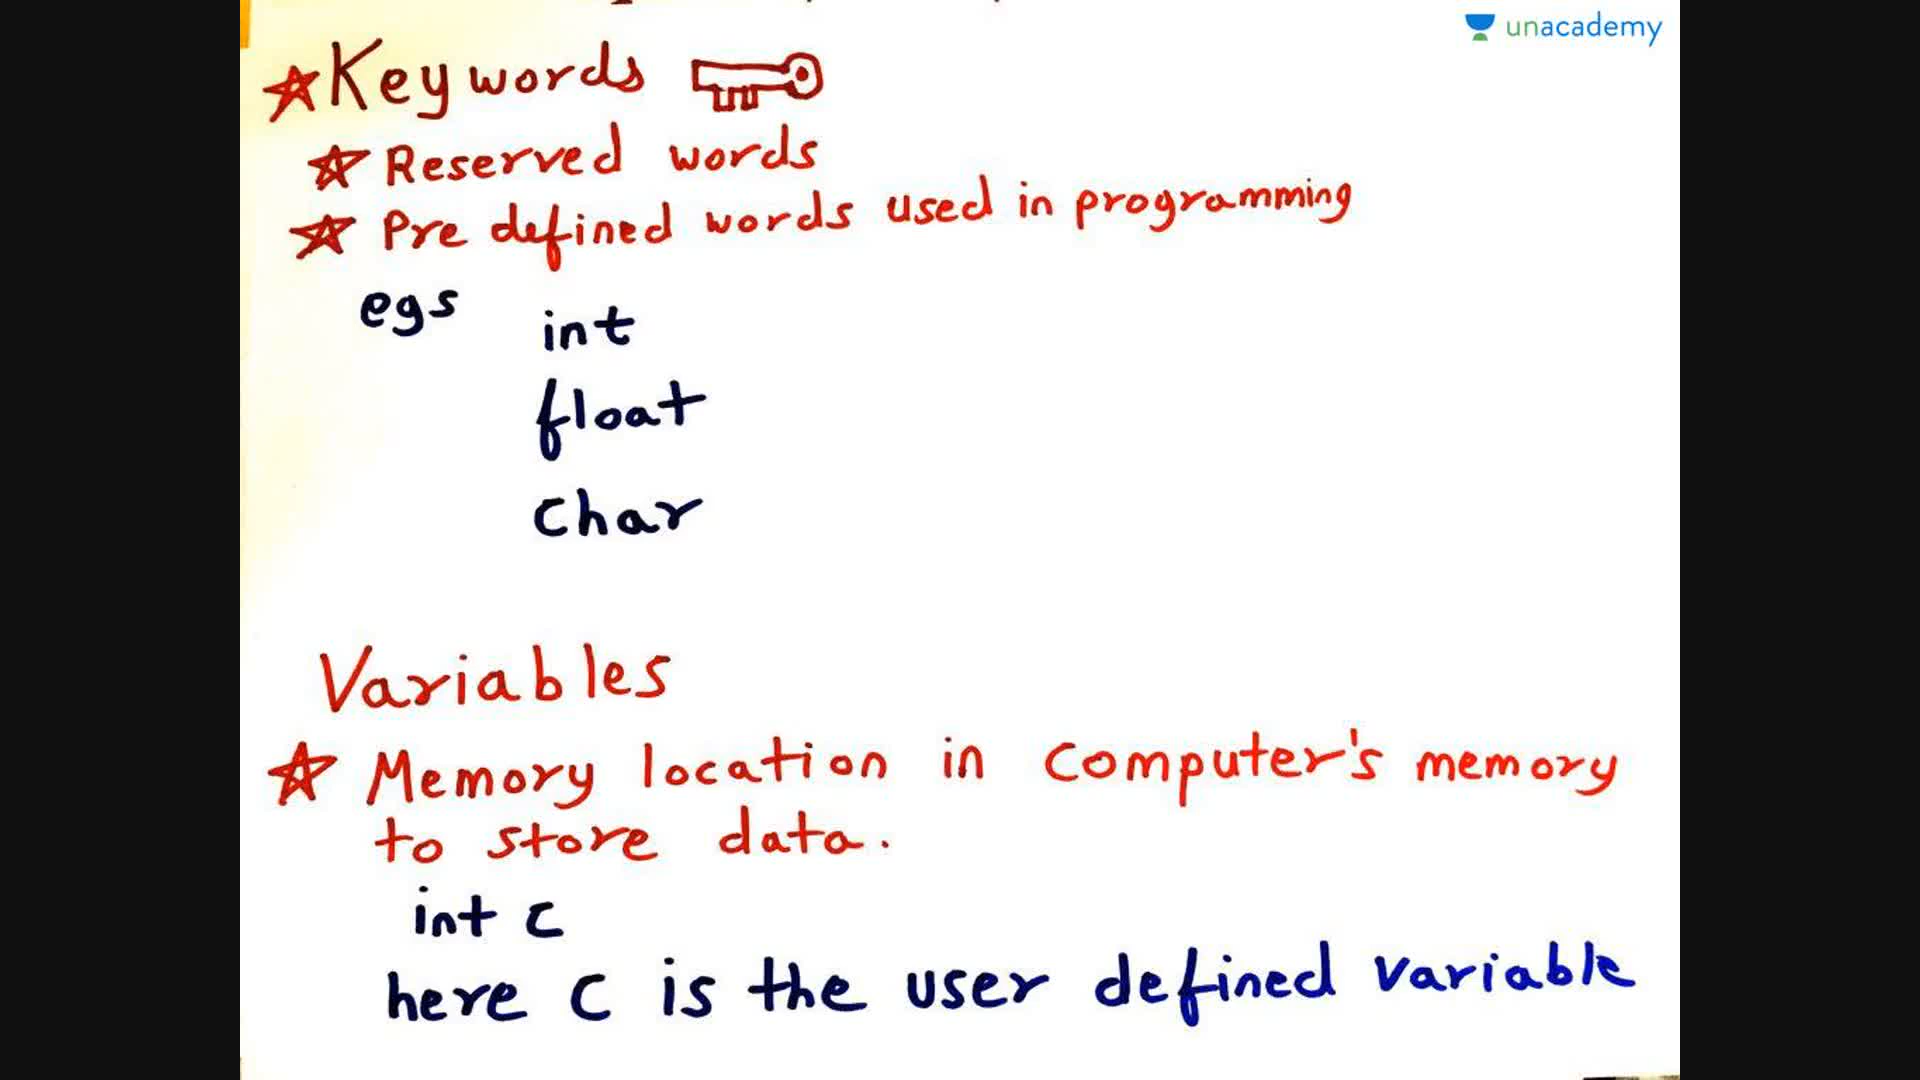 unacademy
Keywords
Reserved words
Pre defined words used in programming
egs
int
float
char
Variables
Memory location in computer's memory
to store data.
int c
here c is the user defined variable